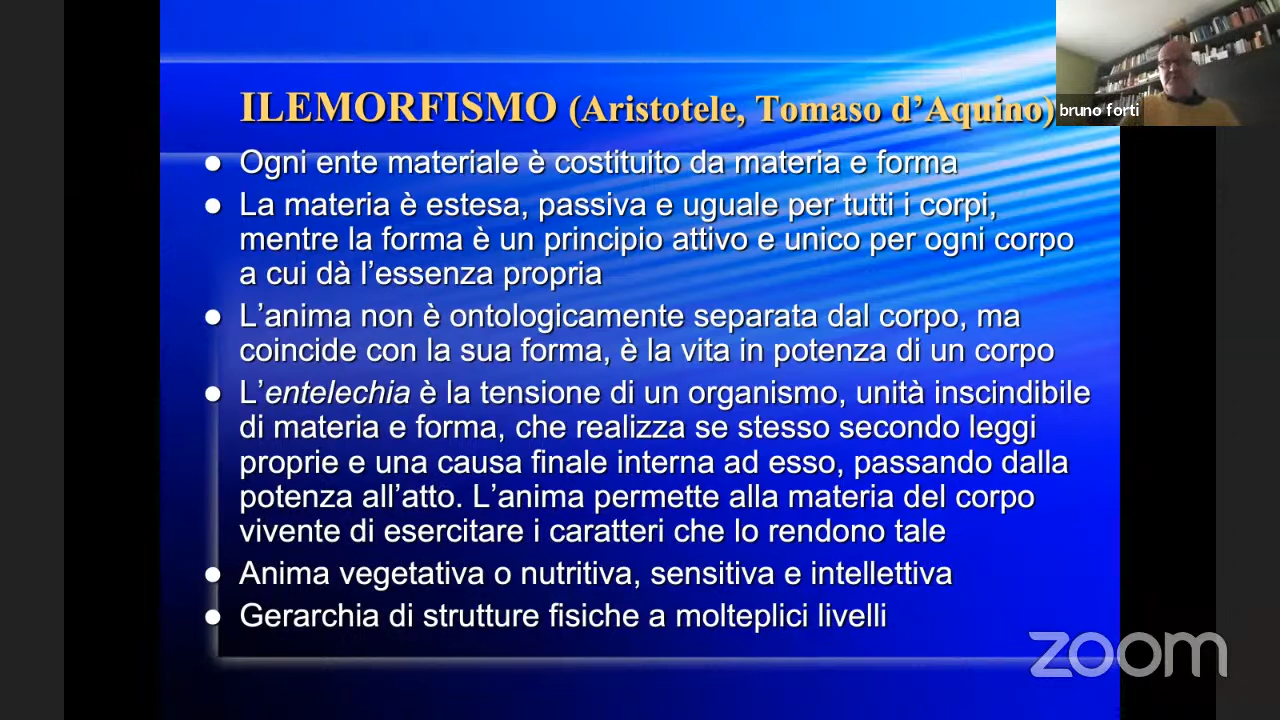 ILEMORFISMO (Aristotele, Tomaso d'Aquino)
bruno forti
● Ogni ente materiale è costituito da materia e forma
● La materia è estesa, passiva e uguale per tutti i corpi,
mentre la forma è un principio attivo e unico per ogni corpo
a cui dà l'essenza propria
● L'anima non è ontologicamente separata dal corpo, ma
coincide con la sua forma, è la vita in potenza di un corpo
● L'entelechia è la tensione di un organismo, unità inscindibile
di materia e forma, che realizza se stesso secondo leggi
proprie e una causa finale interna ad esso, passando dalla
potenza all'atto. L'anima permette alla materia del corpo
vivente di esercitare i caratteri che lo rendono tale
● Anima vegetativa o nutritiva, sensitiva e intellettiva
● Gerarchia di strutture fisiche a molteplici livelli
zoom